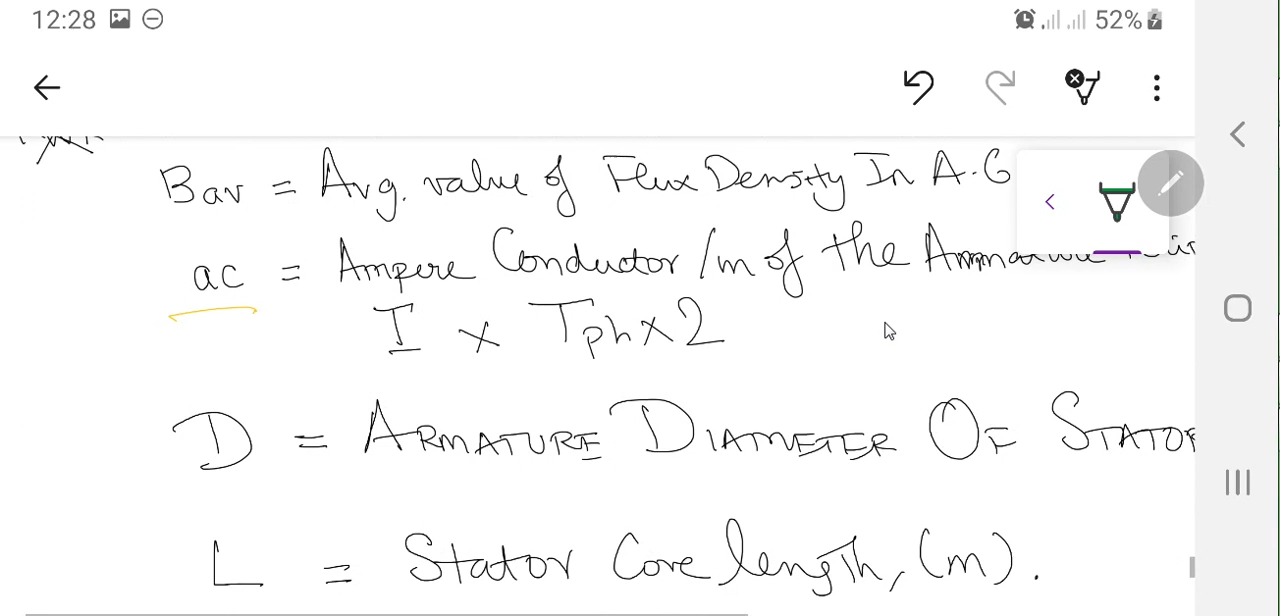 12:28 52%
Bav = Avg. value of Flux Density In A.G
ac = Ampere Conductor /m of the
I × Tph×2
D = ARMATURE DIAMETER OF STATOR
L = Stator Core length, (m).